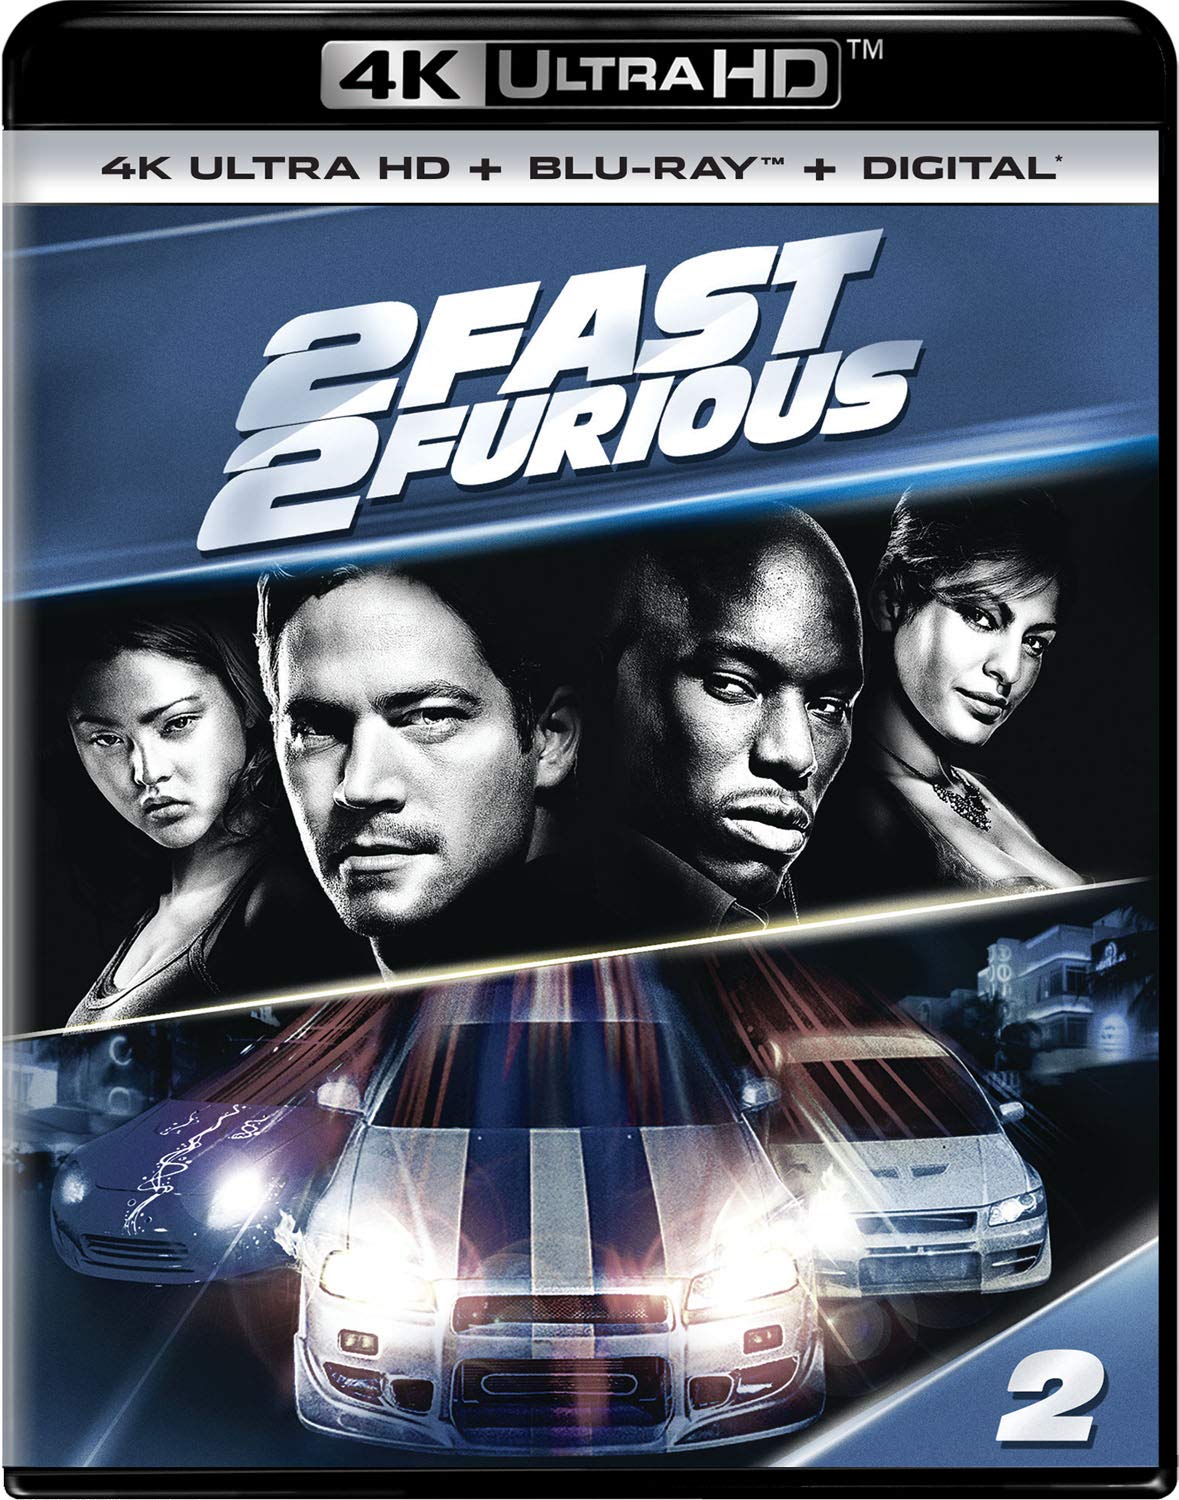 4K ULTRA HD™
4K ULTRA HD + BLU-RAY™ + DIGITAL*
2 FAST
2 FURIOUS
2